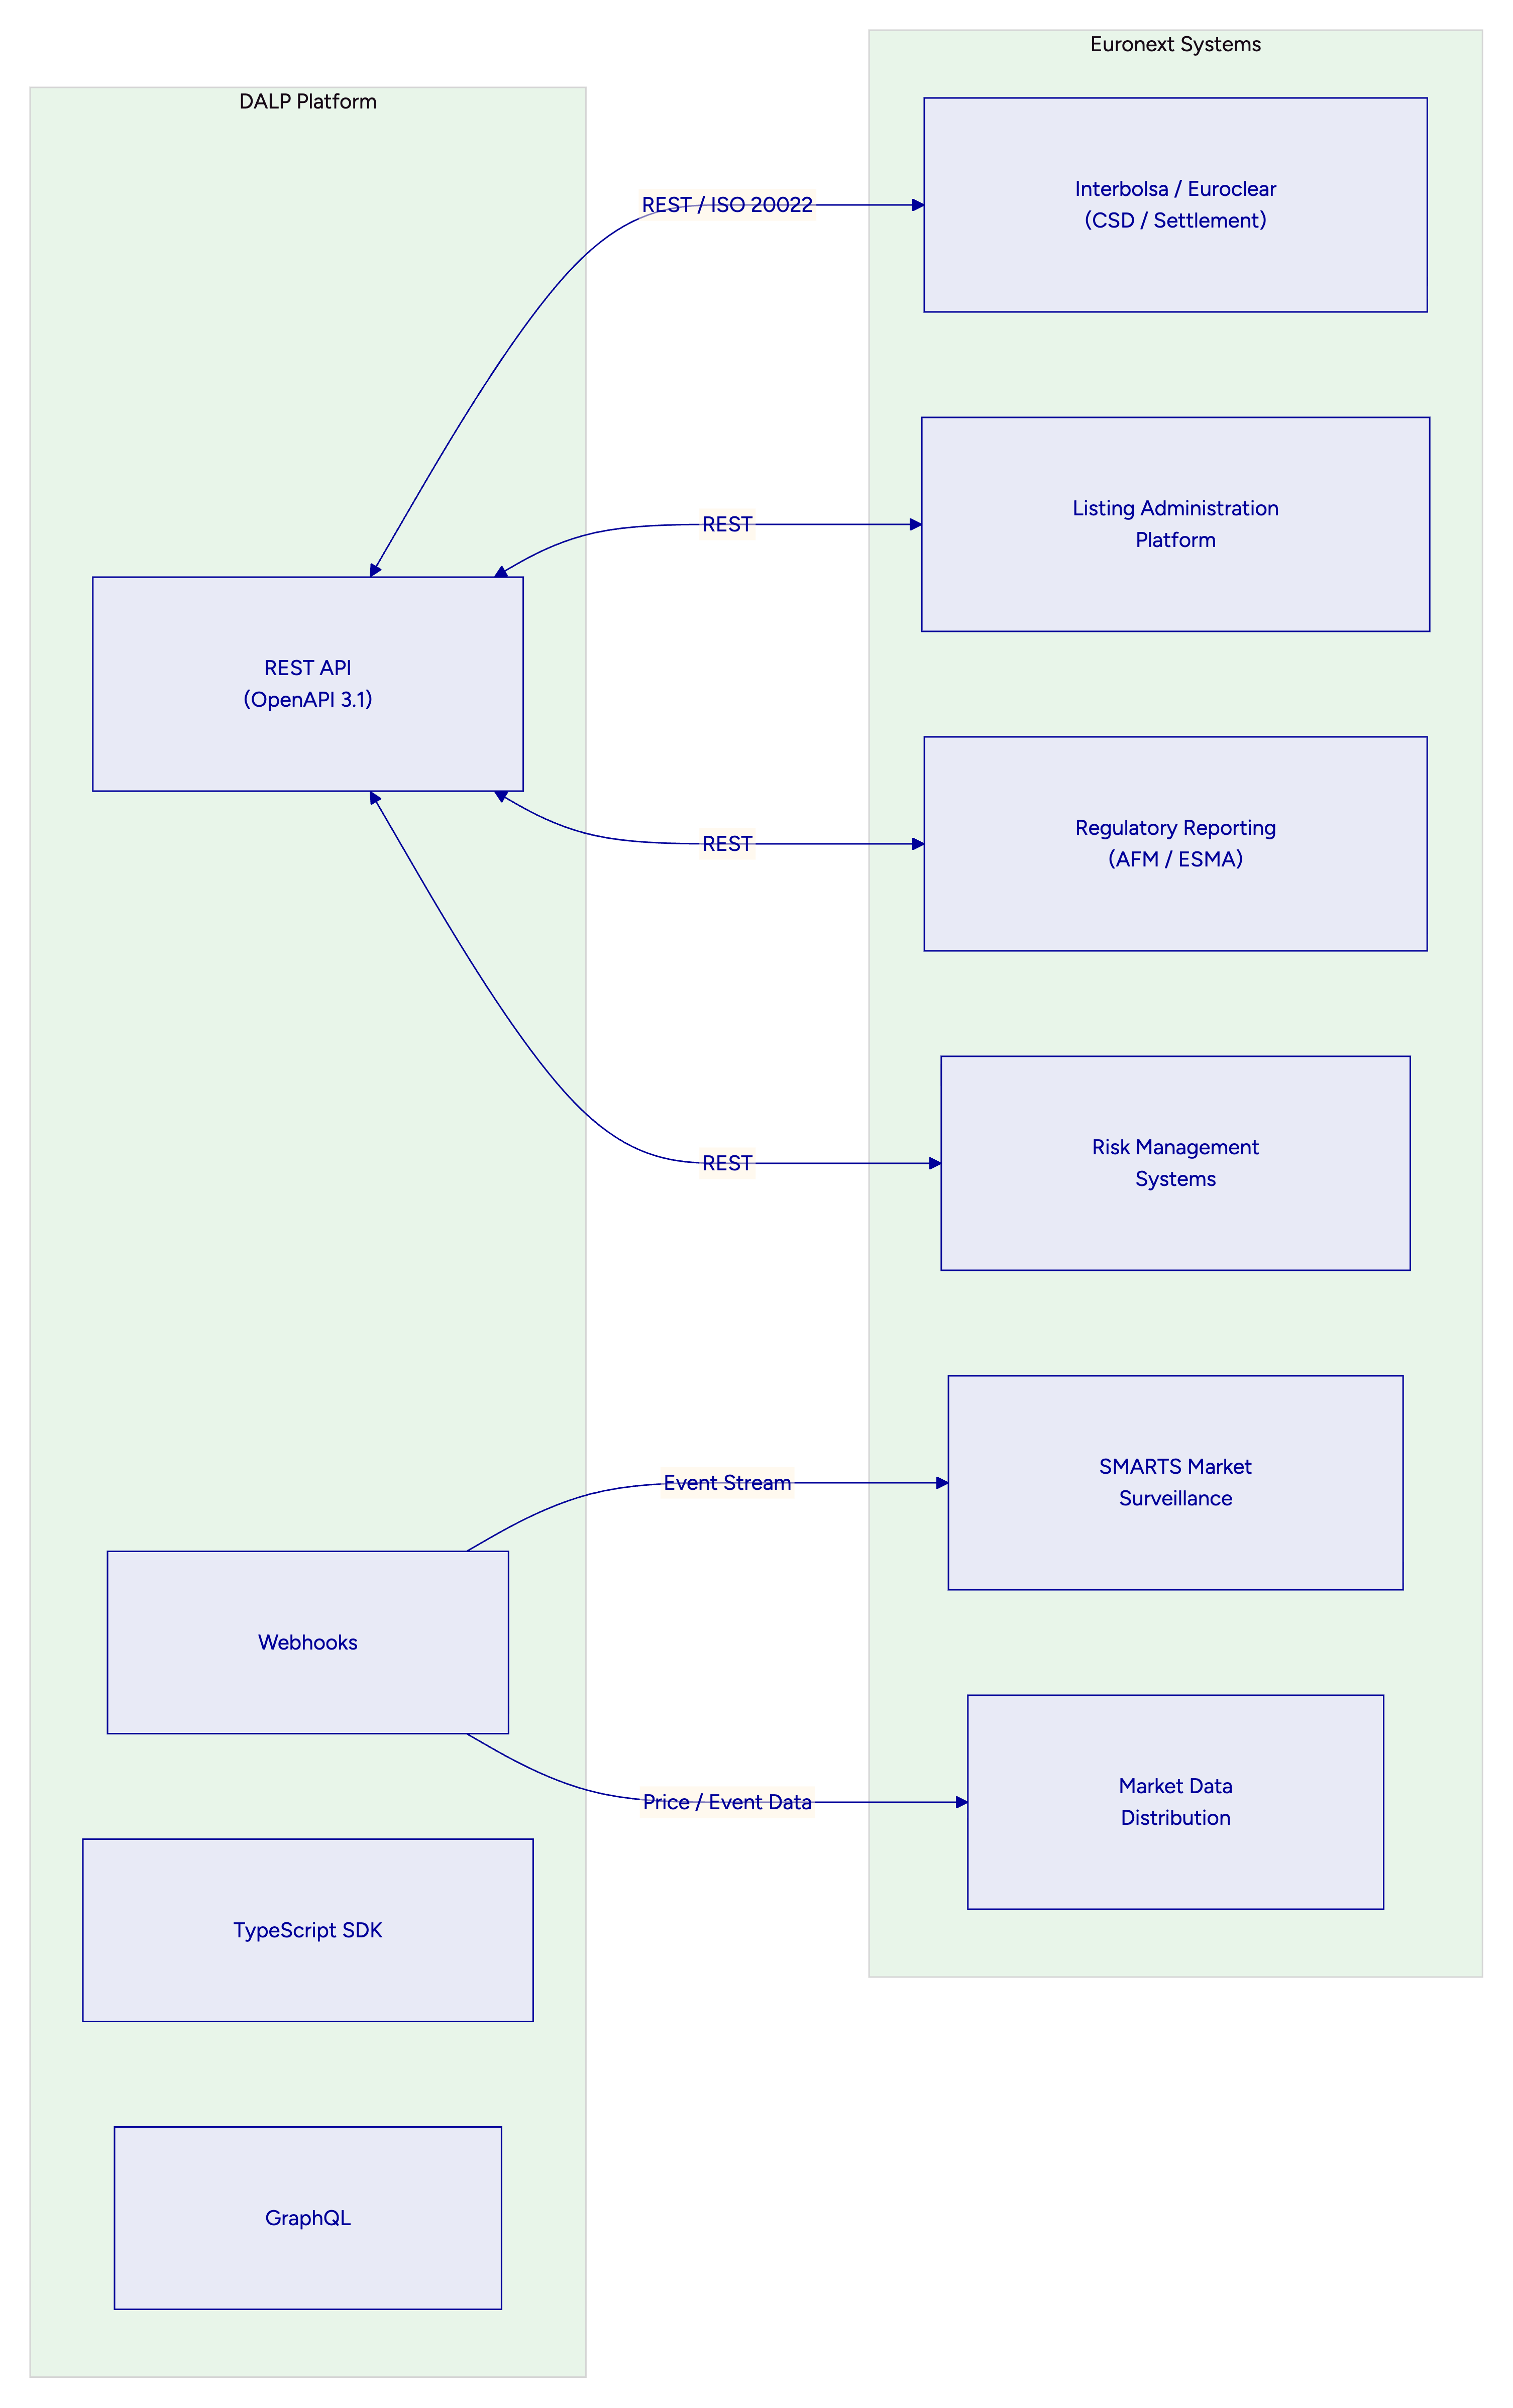 Euronext Systems
DALP Platform
Interbolsa / Euroclear
(CSD / Settlement)
REST / ISO 20022
Listing Administration
Platform
REST
REST API
(OpenAPI 3.1)
Regulatory Reporting
(AFM / ESMA)
REST
Risk Management
Systems
REST
SMARTS Market
Surveillance
Event Stream
Webhooks
Market Data
Distribution
Price / Event Data
TypeScript SDK
GraphQL